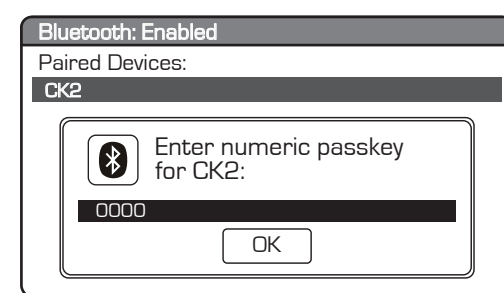 Bluetooth: Enabled
Paired Devices:
CK2
Enter numeric passkey
for CK2:
0000
OK